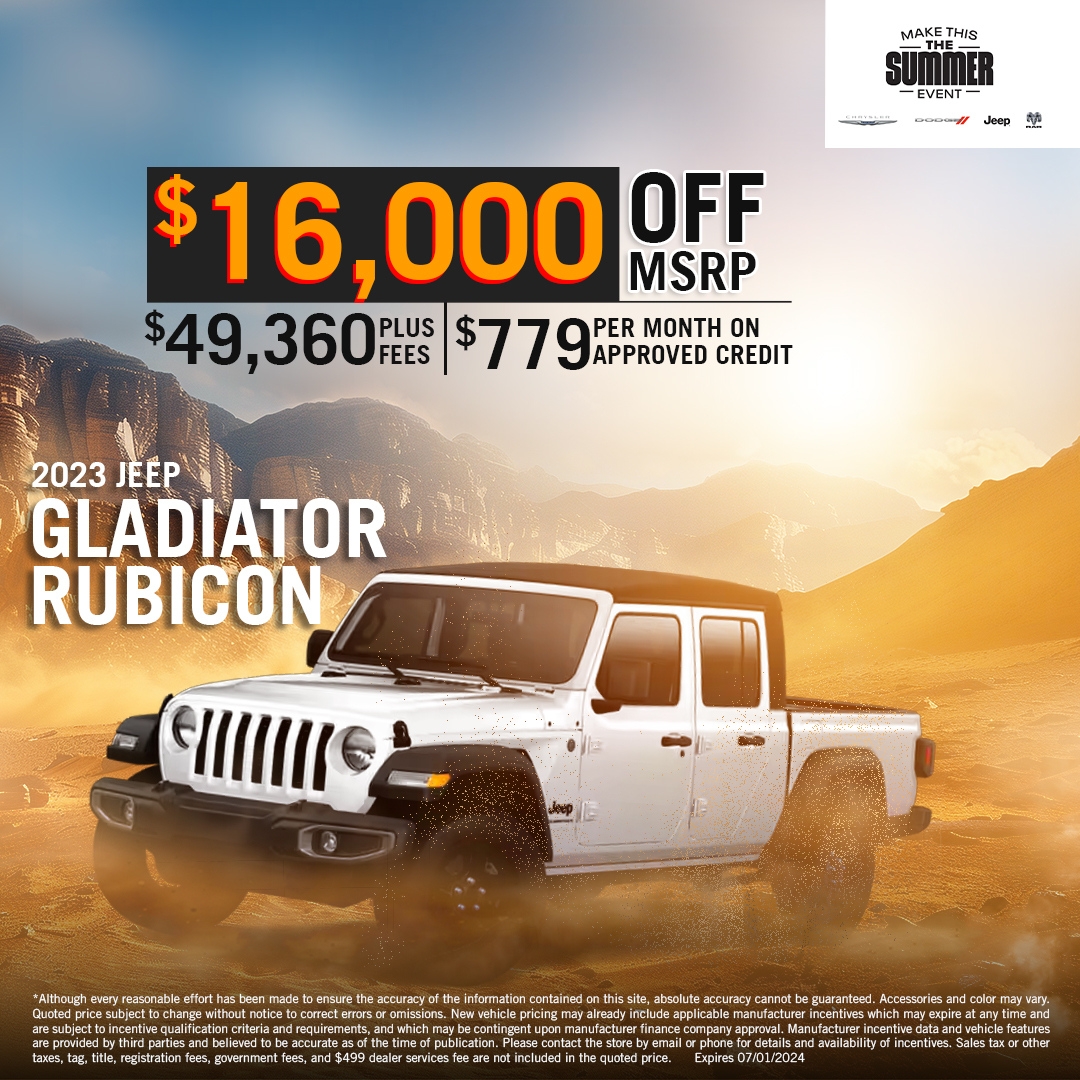 MAKE THIS
THE
SUMMER
EVENT
CHRYSLER DODGE Jeep RAM
$16,000 OFF
MSRP
$49,360 PLUS FEES
$779 PER MONTH ON APPROVED CREDIT
2023 JEEP
GLADIATOR
RUBICON
Jeep
*Although every reasonable effort has been made to ensure the accuracy of the information contained on this site, absolute accuracy cannot be guaranteed. Accessories and color may vary.
Quoted price subject to change without notice to correct errors or omissions. New vehicle pricing may already include applicable manufacturer incentives which may expire at any time and
are subject to incentive qualification criteria and requirements, and which may be contingent upon manufacturer finance company approval. Manufacturer incentive data and vehicle features
are provided by third parties and believed to be accurate as of the time of publication. Please contact the store by email or phone for details and availability of incentives. Sales tax or other
taxes, tag, title, registration fees, government fees, and $499 dealer services fee are not included in the quoted price. Expires 07/01/2024